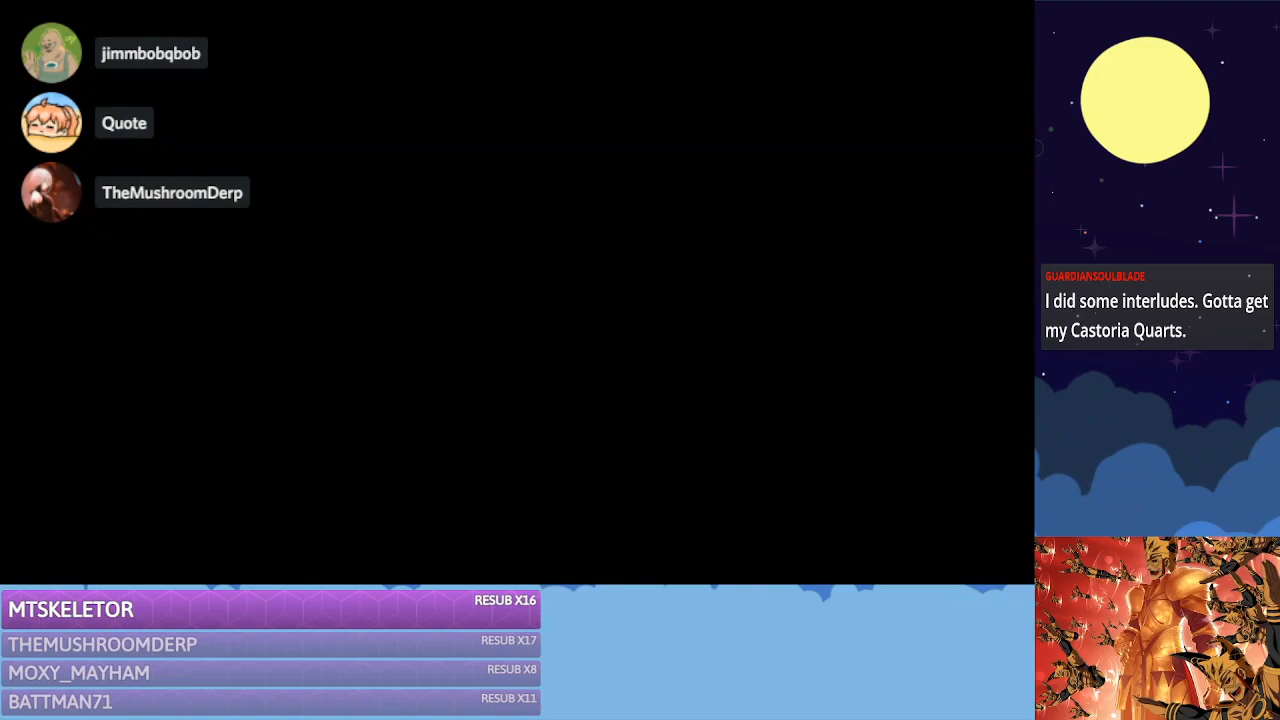 jimmbobqbob
Quote
TheMushroomDerp
GUARDIANSOULBLADE
I did some interludes. Gotta get
my Castoria Quarts.
MTSKELETOR RESUB X16
THEMUSHROOMDERP RESUB X17
MOXY_MAYHAM RESUB X8
BATTMAN71 RESUB X11